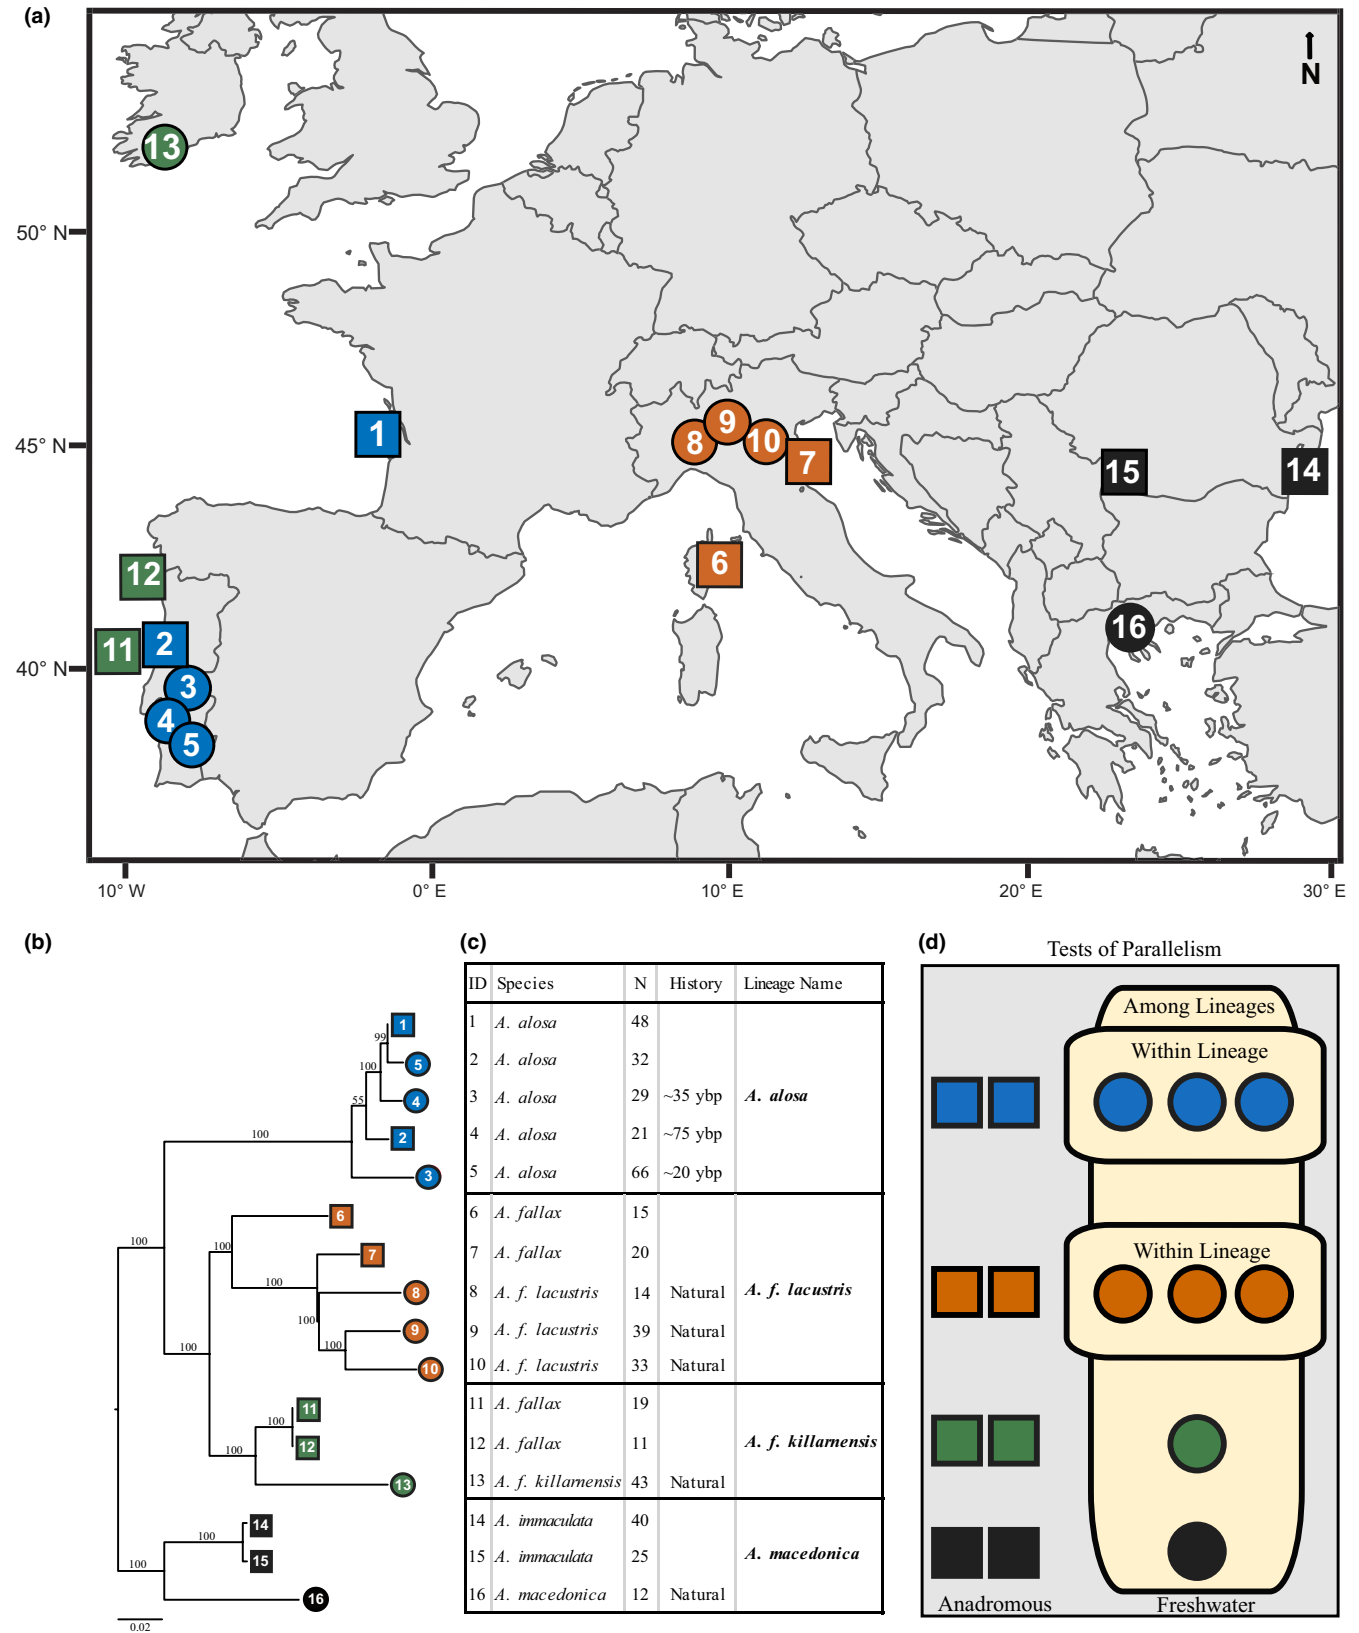 (a)
N
13
50° N
1
9
8
10
45° N
7
15
14
6
12
11
2
16
40° N
3
4
5
10° W
0° E
10° E
20° E
30° E
(b)
1
99
5
100
4
55
2
100
3
6
100
100
7
100
8
100
9
100
100
10
11
100
12
100
13
14
100
15
100
16
0.02
(c)
ID Species N History Lineage Name
1 A. alosa 48
2 A. alosa 32
3 A. alosa 29 ~35 ybp A. alosa
4 A. alosa 21 ~75 ybp
5 A. alosa 66 ~20 ybp
6 A. fallax 15
7 A. fallax 20
8 A. f. lacustris 14 Natural A. f. lacustris
9 A. f. lacustris 39 Natural
10 A. f. lacustris 33 Natural
11 A. fallax 19
12 A. fallax 11 A. f. killarnensis
13 A. f. killarnensis 43 Natural
14 A. immaculata 40
15 A. immaculata 25 A. macedonica
16 A. macedonica 12 Natural
(d)
Tests of Parallelism
Among Lineages
Within Lineage
Within Lineage
Anadromous
Freshwater